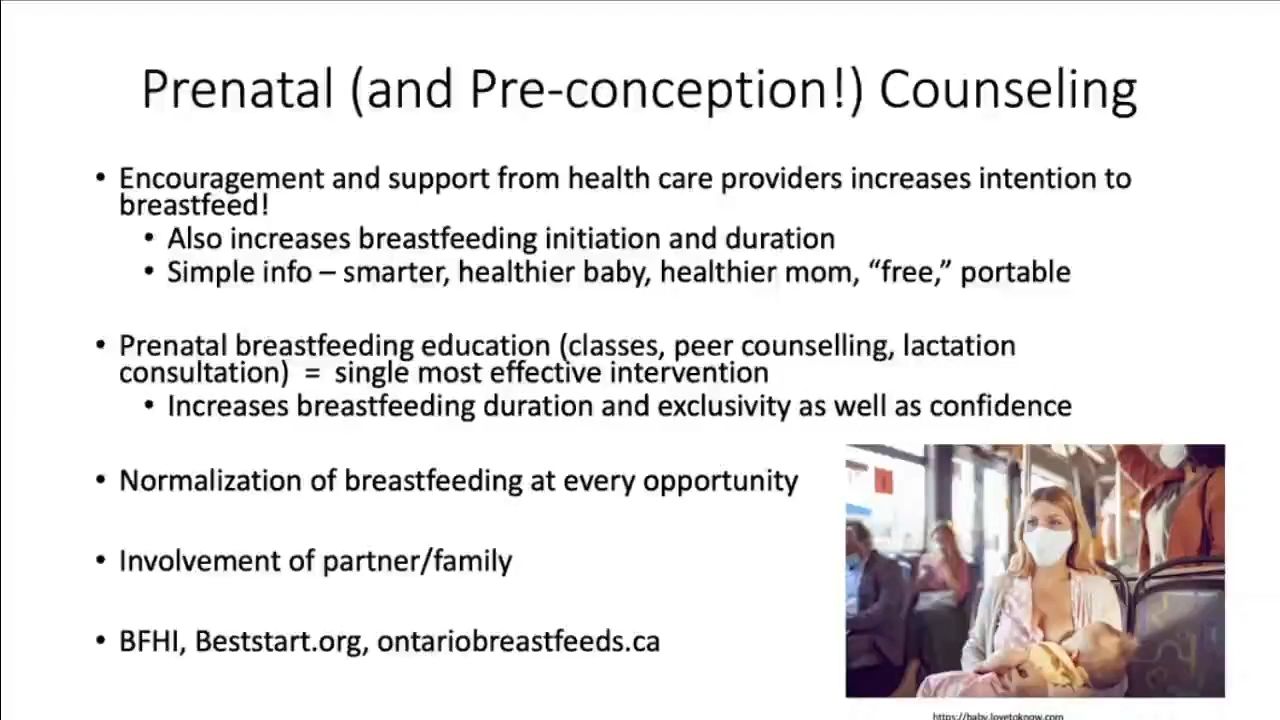 Prenatal (and Pre-conception!) Counseling
• Encouragement and support from health care providers increases intention to
breastfeed!
• Also increases breastfeeding initiation and duration
• Simple info – smarter, healthier baby, healthier mom, “free,” portable
• Prenatal breastfeeding education (classes, peer counselling, lactation
consultation) = single most effective intervention
• Increases breastfeeding duration and exclusivity as well as confidence
• Normalization of breastfeeding at every opportunity
• Involvement of partner/family
• BFHI, Beststart.org, ontariobreastfeeds.ca
https://baby.lovetoknow.com